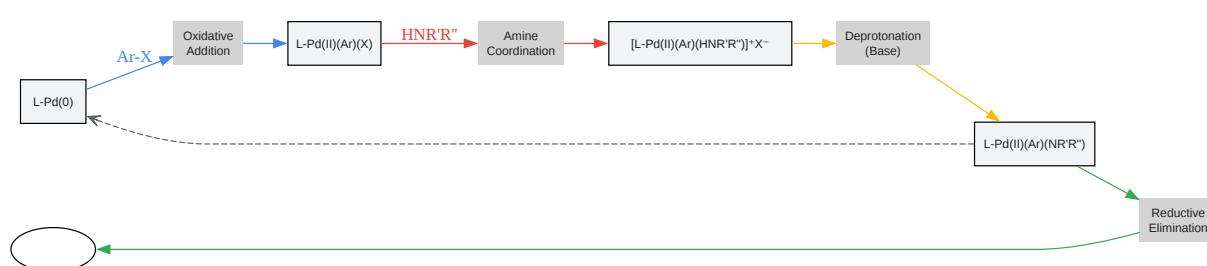 Ar-X
Oxidative
Addition
L-Pd(II)(Ar)(X)
HNR'R"
Amine
Coordination
[L-Pd(II)(Ar)(HNR'R")]⁺X⁻
Deprotonation
(Base)
L-Pd(0)
L-Pd(II)(Ar)(NR'R")
Reductive
Elimination